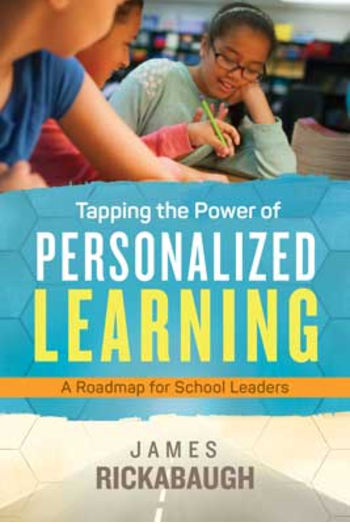 Tapping the Power of
PERSONALIZED
LEARNING
A Roadmap for School Leaders
JAMES
RICKABAUGH